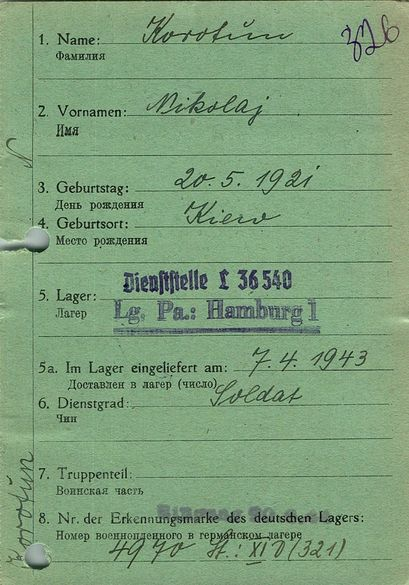 326
1. Name: Korotun
Фамилия
2. Vornamen: Nikolaj
Имя
N
3. Geburtstag: 20. 5. 1921
День рождения
4. Geburtsort: Kiew
Место рождения
Dienststelle L 36540
5. Lager: Lg. Pa.: Hamburg 1
Лагер
5a. Im Lager eingeliefert am: 7. 4. 1943
Доставлен в лагер (число)
6. Dienstgrad: Soldat
Чин
7. Truppenteil:
Воинская часть
8. Nr. der Erkennungsmarke des deutschen Lagers:
Номер военнопленного в германском лагере
4970 St.: XI D (321)
Korotun